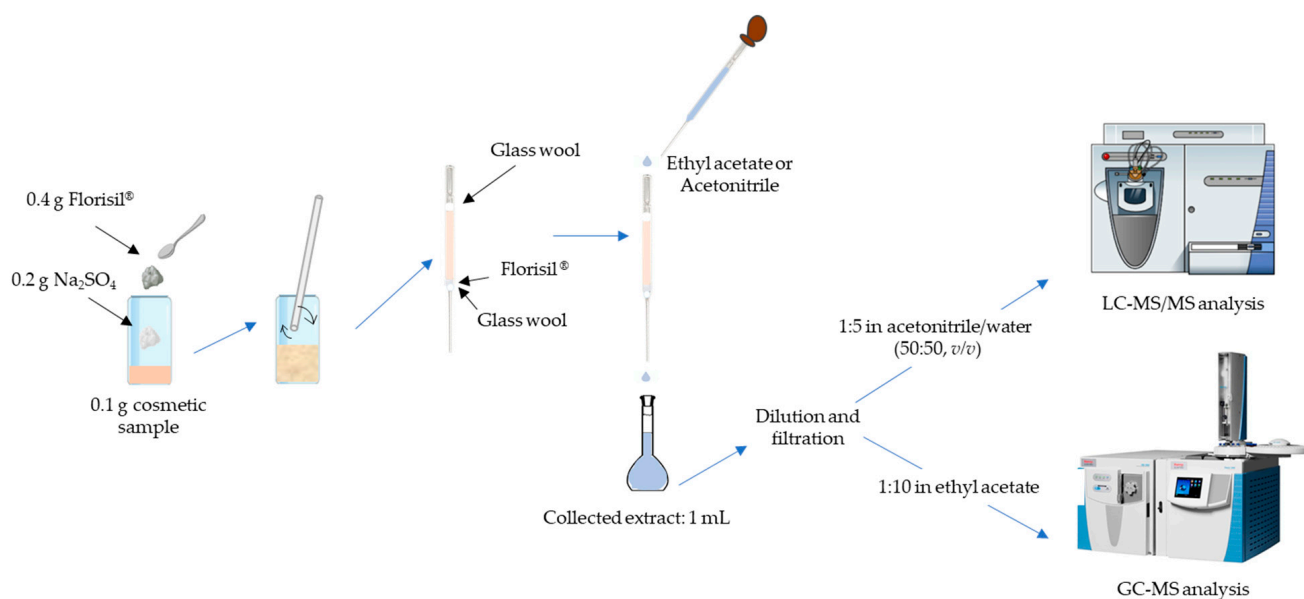 0.4 g Florisil®
0.2 g Na₂SO₄
0.1 g cosmetic
sample
Glass wool
Florisil ®
Glass wool
Ethyl acetate or
Acetonitrile
Collected extract: 1 mL
Dilution and
filtration
1:5 in acetonitrile/water
(50:50, v/v)
1:10 in ethyl acetate
LC-MS/MS analysis
GC-MS analysis